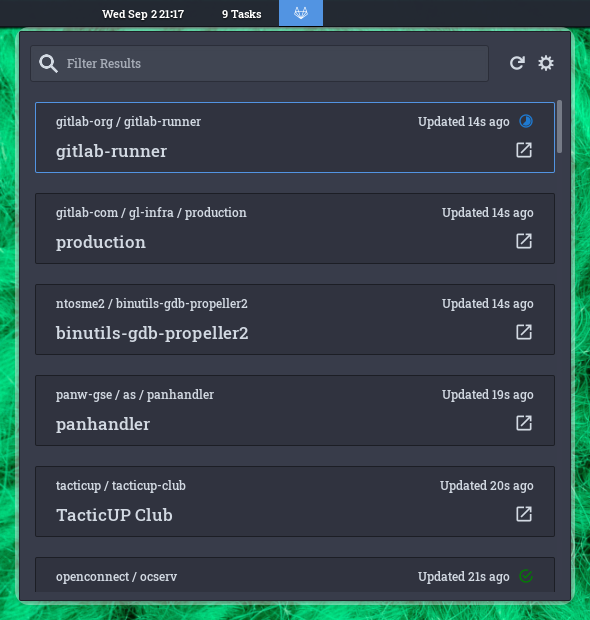 Wed Sep 2 21:17 9 Tasks
Filter Results
gitlab-org / gitlab-runner Updated 14s ago
gitlab-runner
gitlab-com / gl-infra / production Updated 14s ago
production
ntosme2 / binutils-gdb-propeller2 Updated 14s ago
binutils-gdb-propeller2
panw-gse / as / panhandler Updated 19s ago
panhandler
tacticup / tacticup-club Updated 20s ago
TacticUP Club
openconnect / ocserv Updated 21s ago